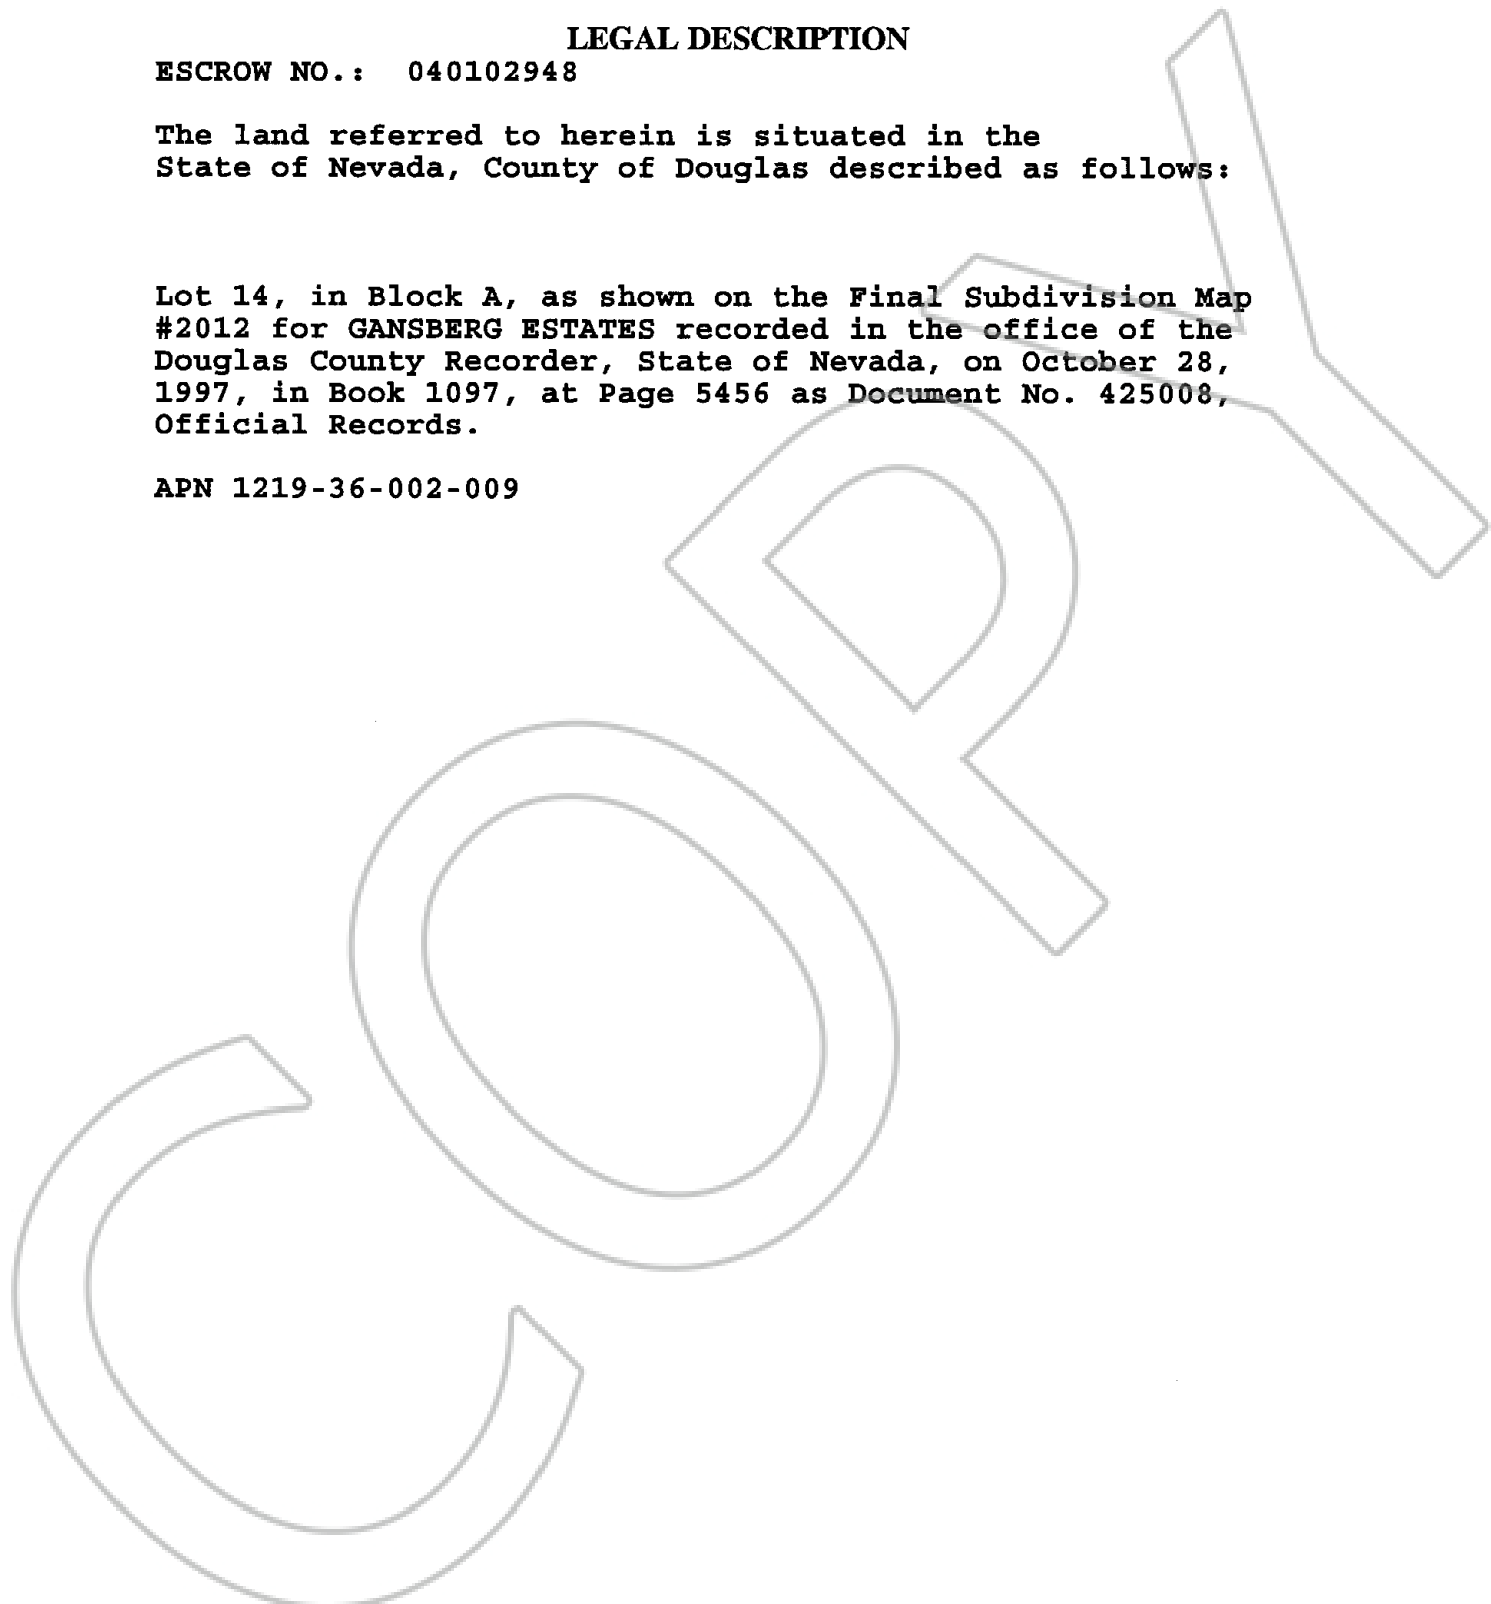 LEGAL DESCRIPTION
ESCROW NO.: 040102948
The land referred to herein is situated in the
State of Nevada, County of Douglas described as follows:
Lot 14, in Block A, as shown on the Final Subdivision Map
#2012 for GANSBERG ESTATES recorded in the office of the
Douglas County Recorder, State of Nevada, on October 28,
1997, in Book 1097, at Page 5456 as Document No. 425008,
Official Records.
APN 1219-36-002-009
COPY